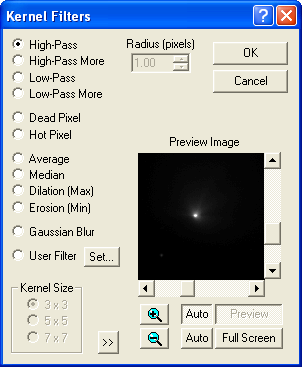 Kernel Filters
High-Pass
High-Pass More
Low-Pass
Low-Pass More
Dead Pixel
Hot Pixel
Average
Median
Dilation (Max)
Erosion (Min)
Gaussian Blur
User Filter
Set...
Kernel Size
3 x 3
5 x 5
7 x 7
>>
Radius (pixels)
1.00
OK
Cancel
Preview Image
Auto
Preview
Auto
Full Screen